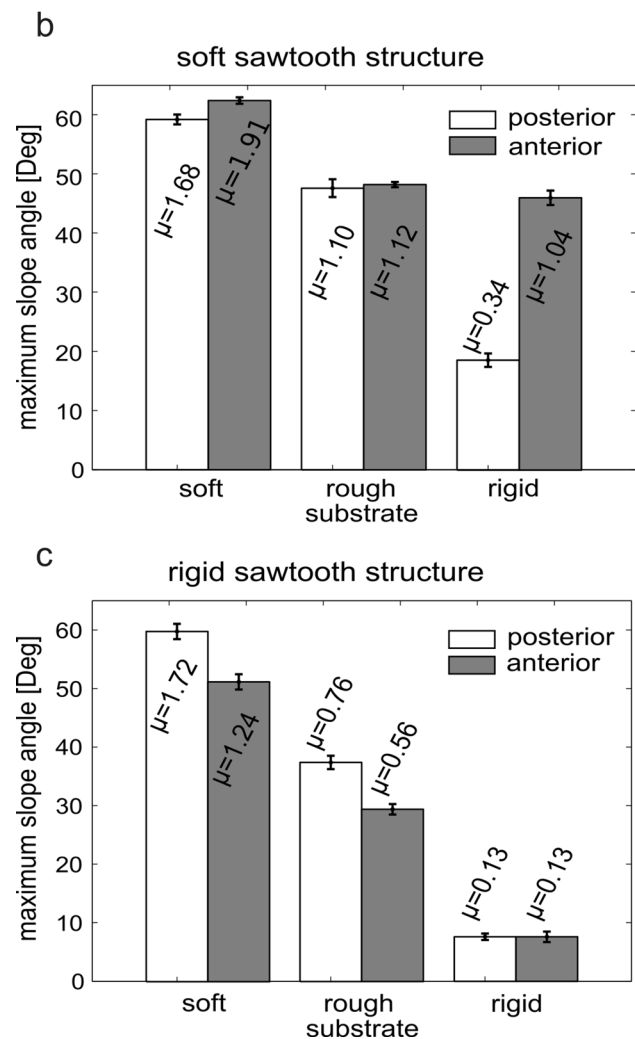 b
soft sawtooth structure
maximum slope angle [Deg]
60
50
40
30
20
10
0
posterior
anterior
μ=1.68
μ=1.91
μ=1.10
μ=1.12
μ=0.34
μ=1.04
soft
rough
rigid
substrate
c
rigid sawtooth structure
maximum slope angle [Deg]
60
50
40
30
20
10
0
posterior
anterior
μ=1.72
μ=1.24
μ=0.76
μ=0.56
μ=0.13
μ=0.13
soft
rough
rigid
substrate